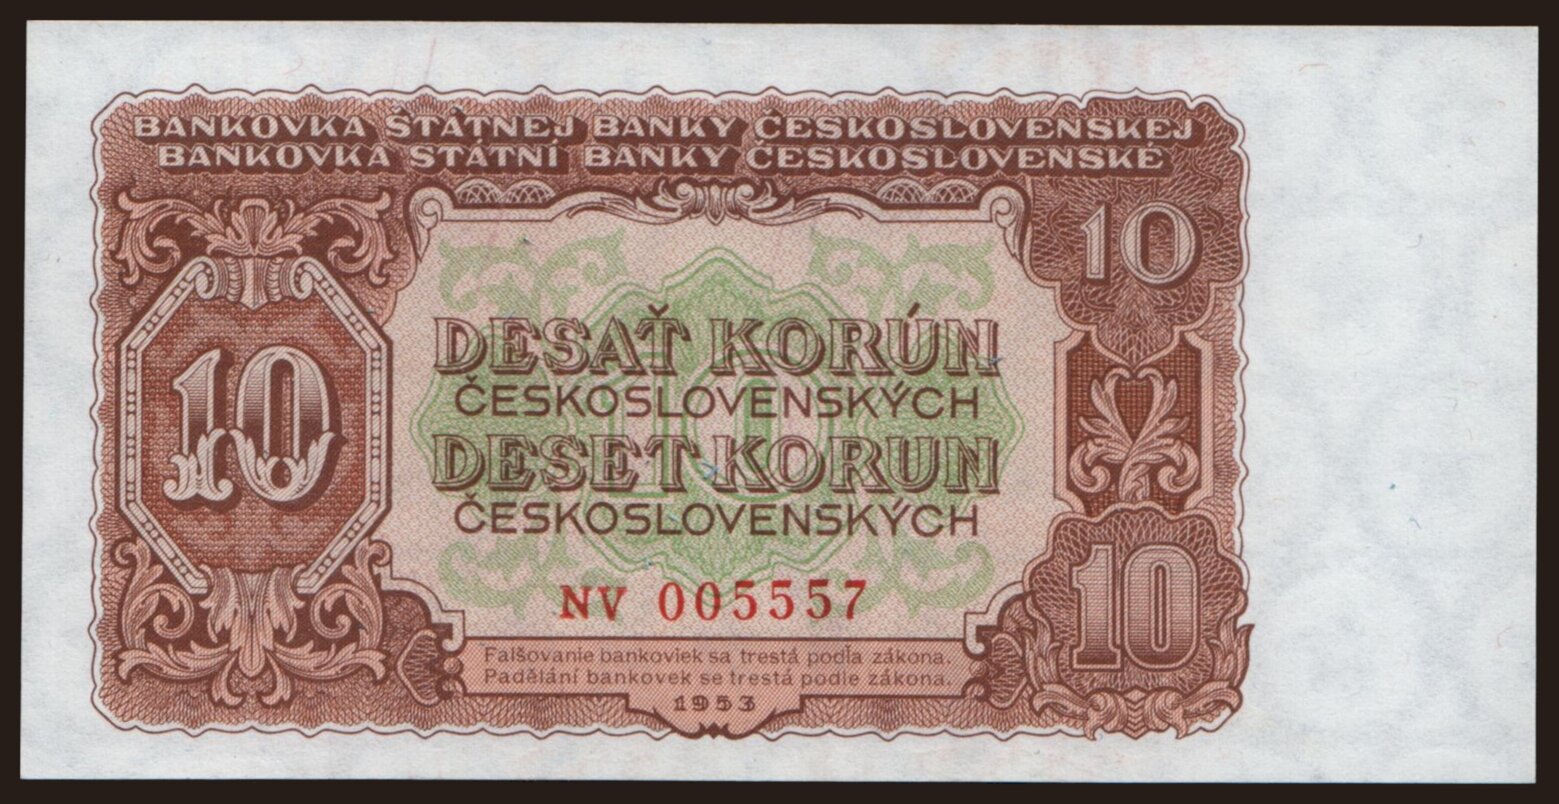 BANKOVKA ŠTÁTNEJ BANKY ČESKOSLOVENSKEJ
BANKOVKA STÁTNÍ BANKY ČESKOSLOVENSKÉ
10
10
DESAŤ KORÚN
ČESKOSLOVENSKÝCH
DESET KORUN
ČESKOSLOVENSKÝCH
10
NV 005557
10
Falšovanie bankoviek sa trestá podľa zákona.
Padělání bankovek se trestá podle zákona.
1953